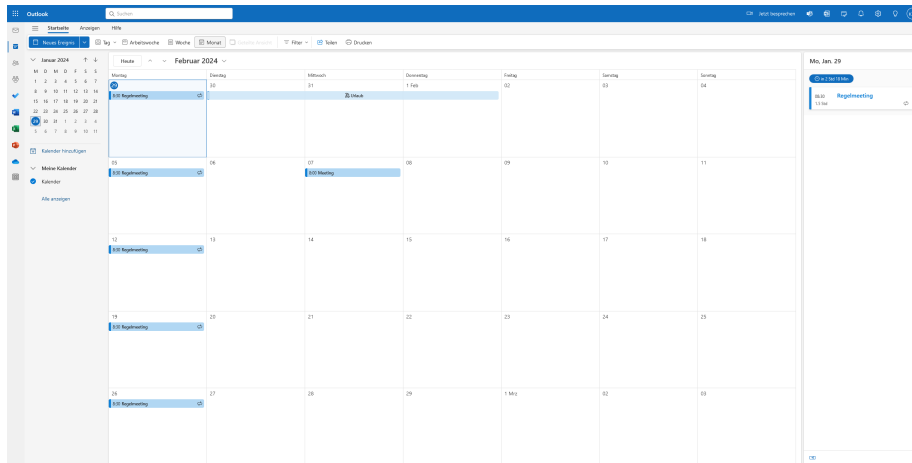 Outlook
Suchen
Jetzt besprechen
Startseite Anzeigen Hilfe
Neues Ereignis Tag Arbeitswoche Woche Monat Filter Teilen Drucken
Januar 2024
M D M D F S S
1 2 3 4 5 6 7
8 9 10 11 12 13 14
15 16 17 18 19 20 21
22 23 24 25 26 27 28
29 30 31 1 2 3 4
5 6 7 8 9 10 11
Kalender hinzufügen
Meine Kalender
Kalender
Alle anzeigen
Heute Februar 2024
Montag Dienstag Mittwoch Donnerstag Freitag Samstag Sonntag
29 30 31 1 Feb 02 03 04
8:30 Regelmeeting Urlaub
05 06 07 08 09 10 11
8:30 Regelmeeting 8:00 Meeting
12 13 14 15 16 17 18
8:30 Regelmeeting
19 20 21 22 23 24 25
8:30 Regelmeeting
26 27 28 29 1 Mrz 02 03
8:30 Regelmeeting
Mo, Jan. 29
Regelmeeting